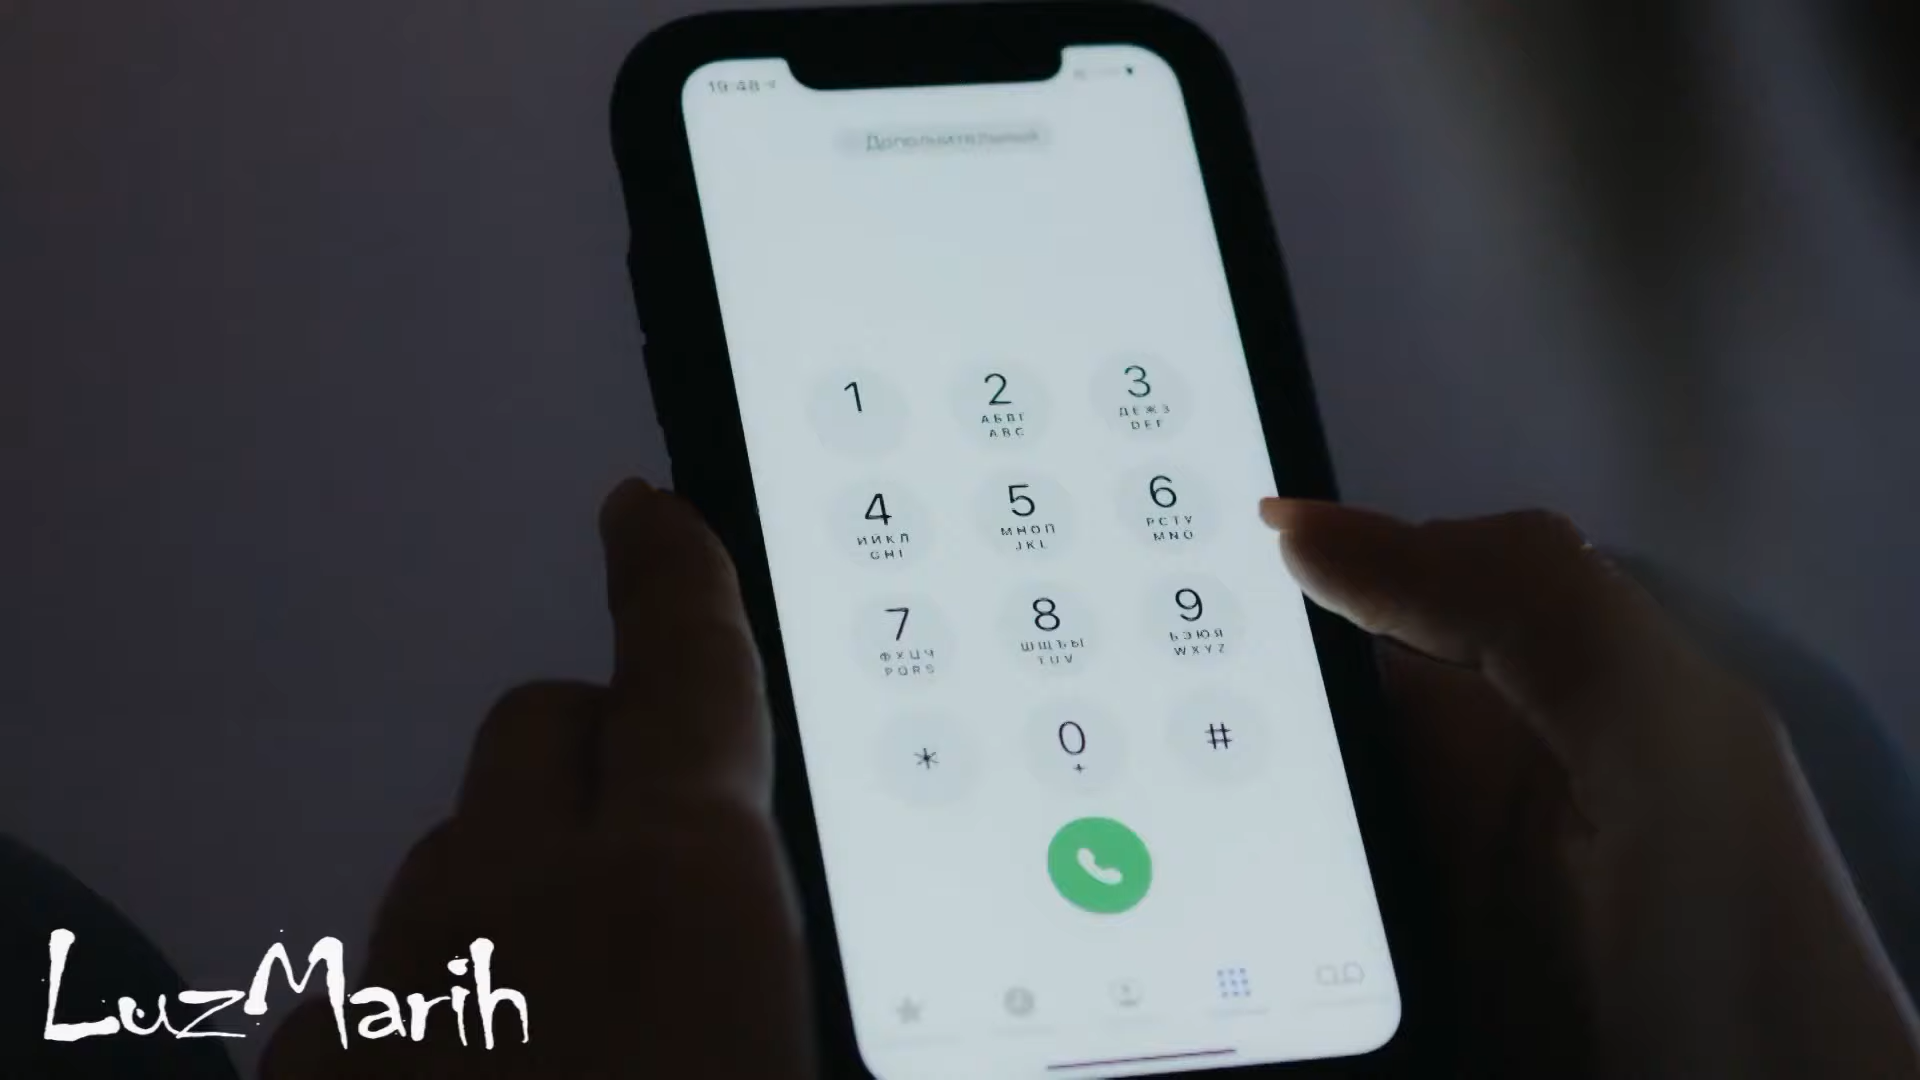 19:48
Дополнительный
1
2
АБВГ
ABC
3
ДЕЖЗ
DEF
4
ИЙКЛ
GHI
5
МНОП
JKL
6
РСТУ
MNO
7
ФХЦЧ
PQRS
8
ШЩЪЫ
TUV
9
ЬЭЮЯ
WXYZ
*
0
+
#
LuzMarih